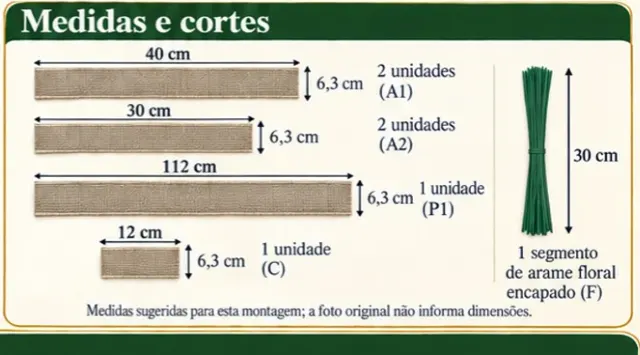 Medidas e cortes
40 cm
6,3 cm
2 unidades
(A1)
30 cm
6,3 cm
2 unidades
(A2)
112 cm
6,3 cm
1 unidade
(P1)
12 cm
6,3 cm
1 unidade
(C)
30 cm
1 segmento
de arame floral
encapado (F)
Medidas sugeridas para esta montagem; a foto original não informa dimensões.